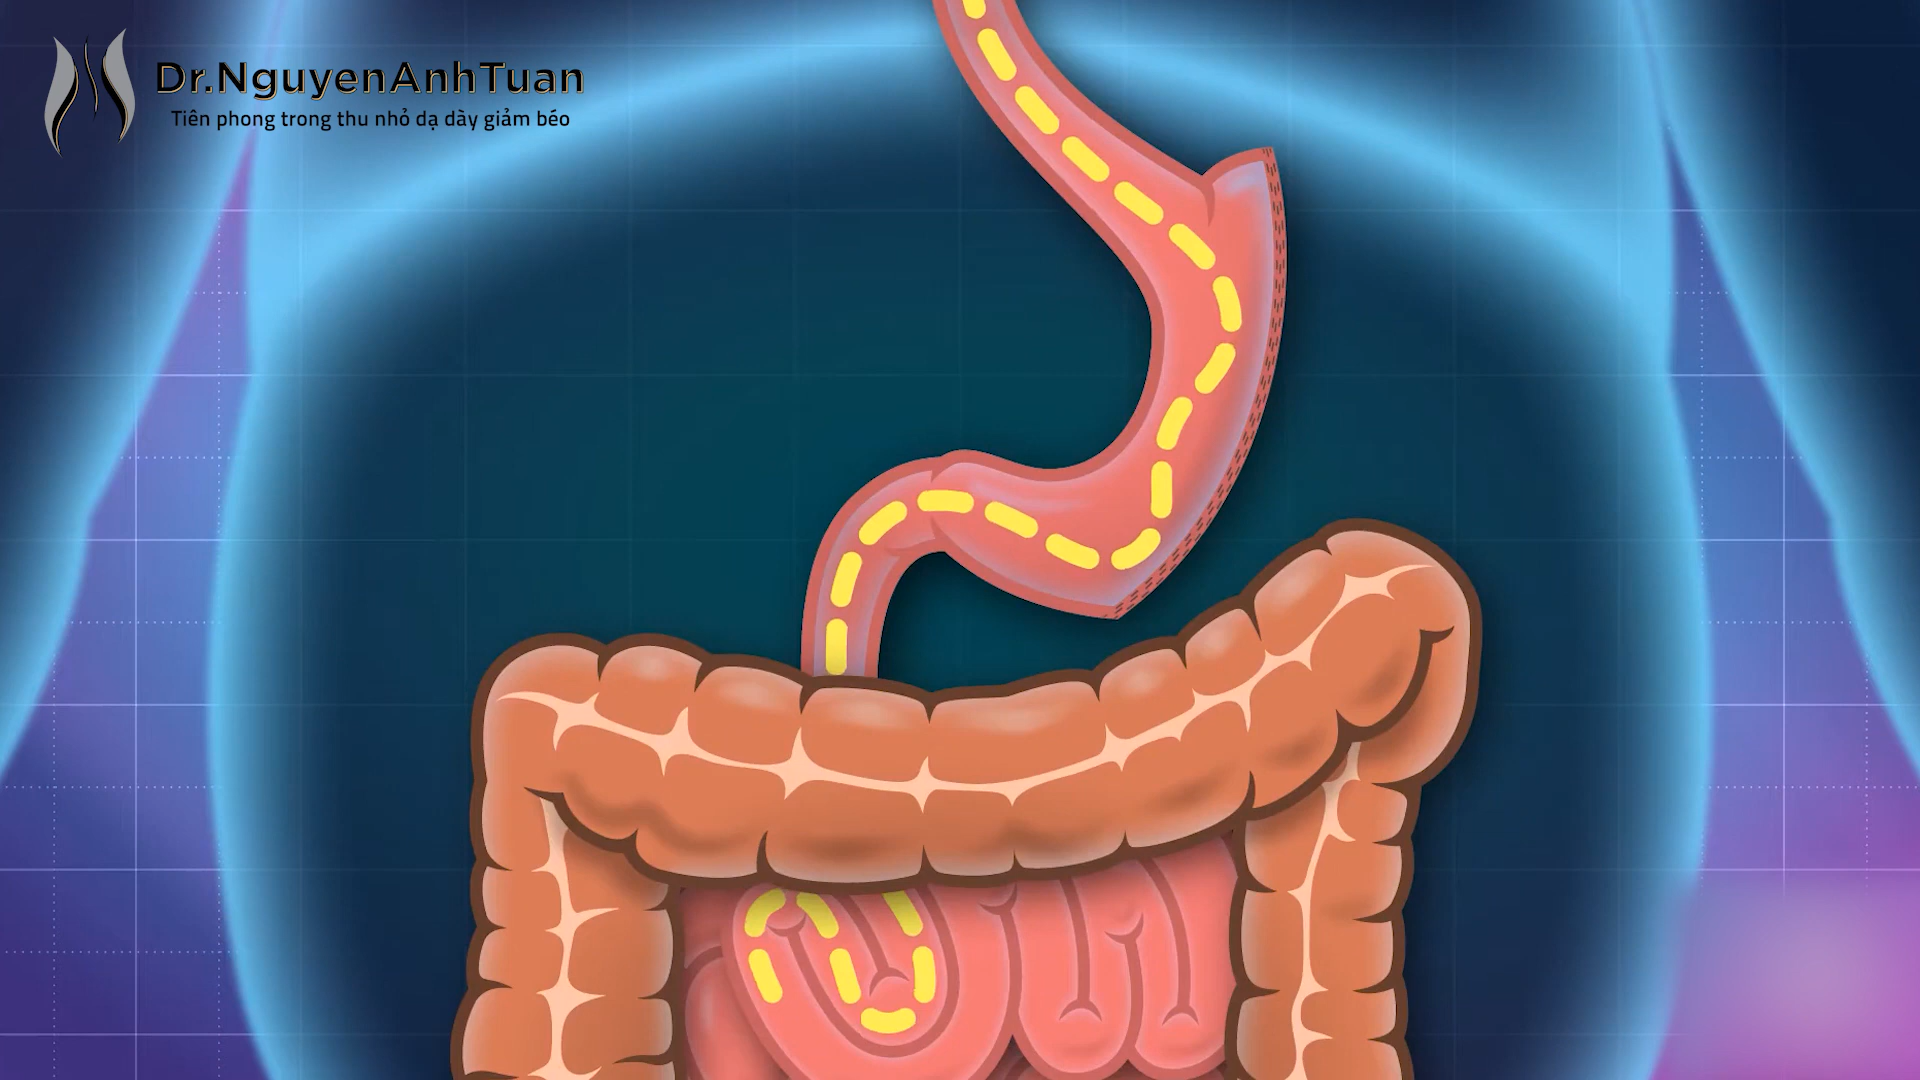 Dr.NguyenAnhTuan
Tiên phong trong thu nhỏ dạ dày giảm béo